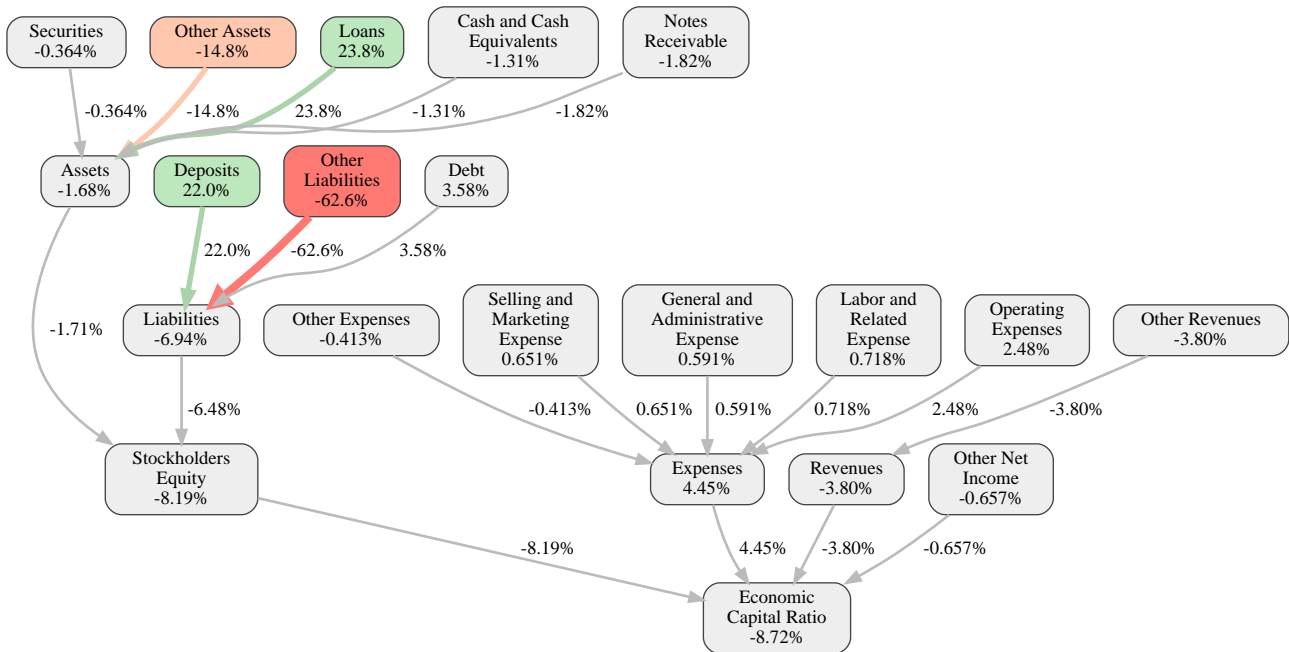 Securities
-0.364%
Other Assets
-14.8%
Loans
23.8%
Cash and Cash
Equivalents
-1.31%
Notes
Receivable
-1.82%
-0.364%
-14.8%
23.8%
-1.31%
-1.82%
Assets
-1.68%
Deposits
22.0%
Other
Liabilities
-62.6%
Debt
3.58%
22.0%
-62.6%
3.58%
-1.71%
Liabilities
-6.94%
Other Expenses
-0.413%
Selling and
Marketing
Expense
0.651%
General and
Administrative
Expense
0.591%
Labor and
Related
Expense
0.718%
Operating
Expenses
2.48%
Other Revenues
-3.80%
-6.48%
-0.413%
0.651%
0.591%
0.718%
2.48%
-3.80%
Stockholders
Equity
-8.19%
Expenses
4.45%
Revenues
-3.80%
Other Net
Income
-0.657%
-8.19%
4.45%
-3.80%
-0.657%
Economic
Capital Ratio
-8.72%